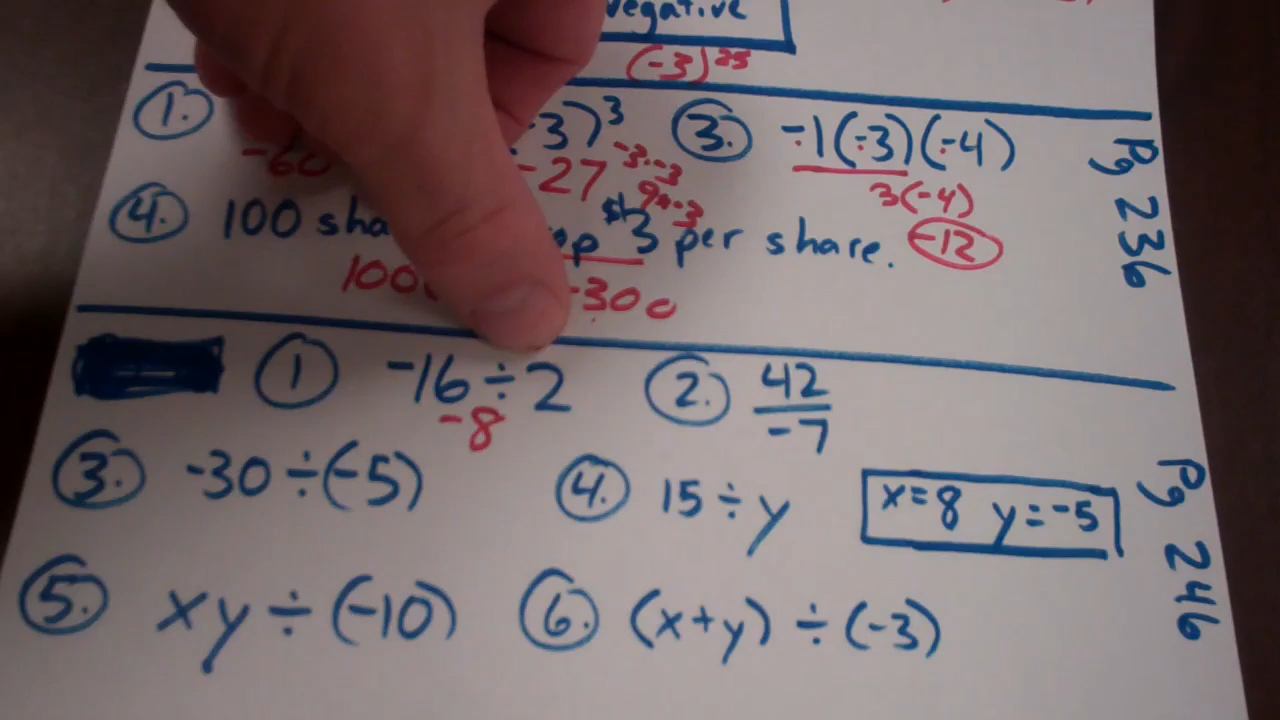 negative
(-3)²⁵
1. -60
-3)³
-27 -3·-3
9·-3
3. -1(-3)(-4)
3(-4)
-12
4. 100 sha op $3 per share.
100 -300
Pg 236
1 -16 ÷ 2
-8
2. 42/-7
3. -30 ÷ (-5)
4. 15 ÷ y
x=8 y=-5
5. xy ÷ (-10)
6. (x+y) ÷ (-3)
Pg 246